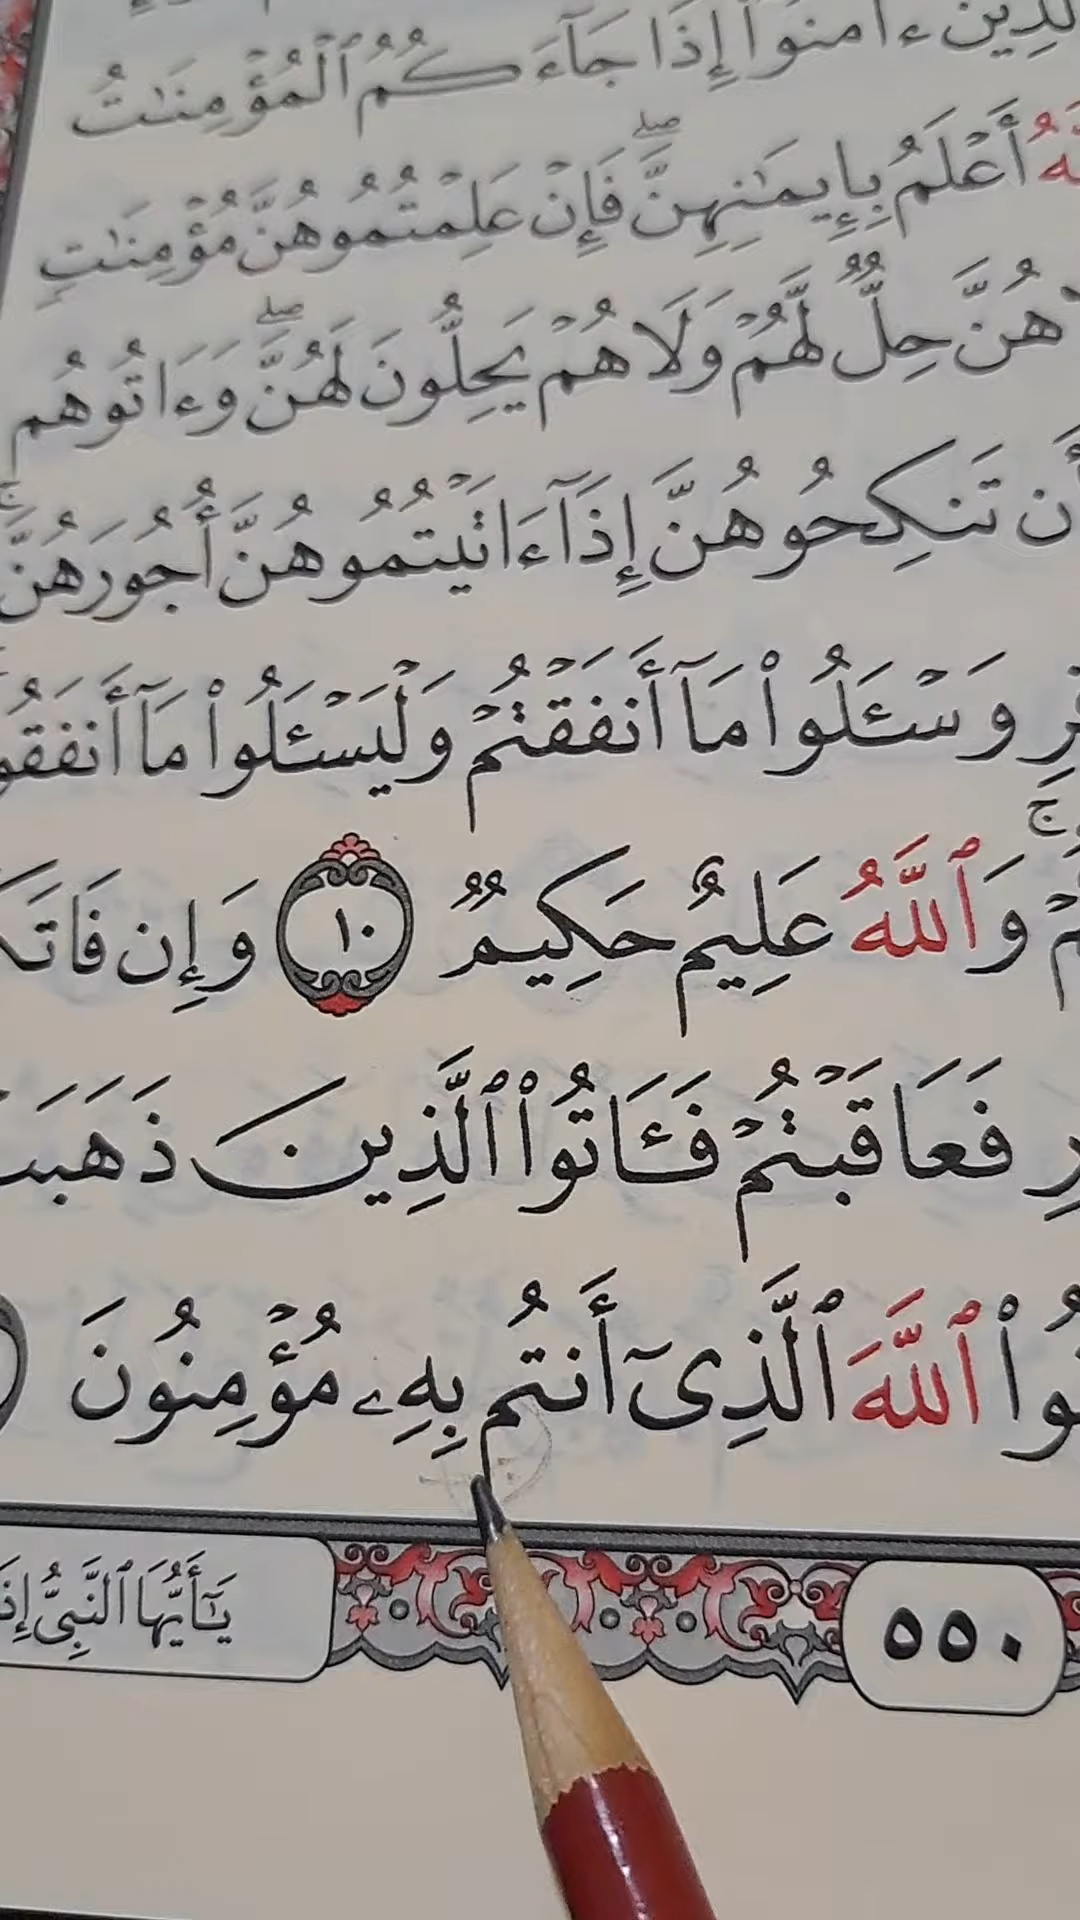 ءَامَنُوٓا۟ إِذَا جَآءَكُمُ ٱلْمُؤْمِنَـٰتُ
أَعْلَمُ بِإِيمَـٰنِهِنَّ ۖ فَإِنْ عَلِمْتُمُوهُنَّ مُؤْمِنَـٰتٍ
هُنَّ حِلٌّ لَّهُمْ وَلَا هُمْ يَحِلُّونَ لَهُنَّ ۖ وَءَاتُوهُم
أَن تَنكِحُوهُنَّ إِذَآ ءَاتَيْتُمُوهُنَّ أُجُورَهُنَّ ۚ
وَسْـَٔلُوا۟ مَآ أَنفَقْتُمْ وَلْيَسْـَٔلُوا۟ مَآ أَنفَقُو
وَٱللَّهُ عَلِيمٌ حَكِيمٌ ١٠ وَإِن فَاتَكَ
فَعَاقَبْتُمْ فَـَٔاتُوا۟ ٱلَّذِينَ ذَهَبَتْ
ٱللَّهَ ٱلَّذِىٓ أَنتُم بِهِۦ مُؤْمِنُونَ
٥٥٠ يَـٰٓأَيُّهَا ٱلنَّبِىُّ إِذَ